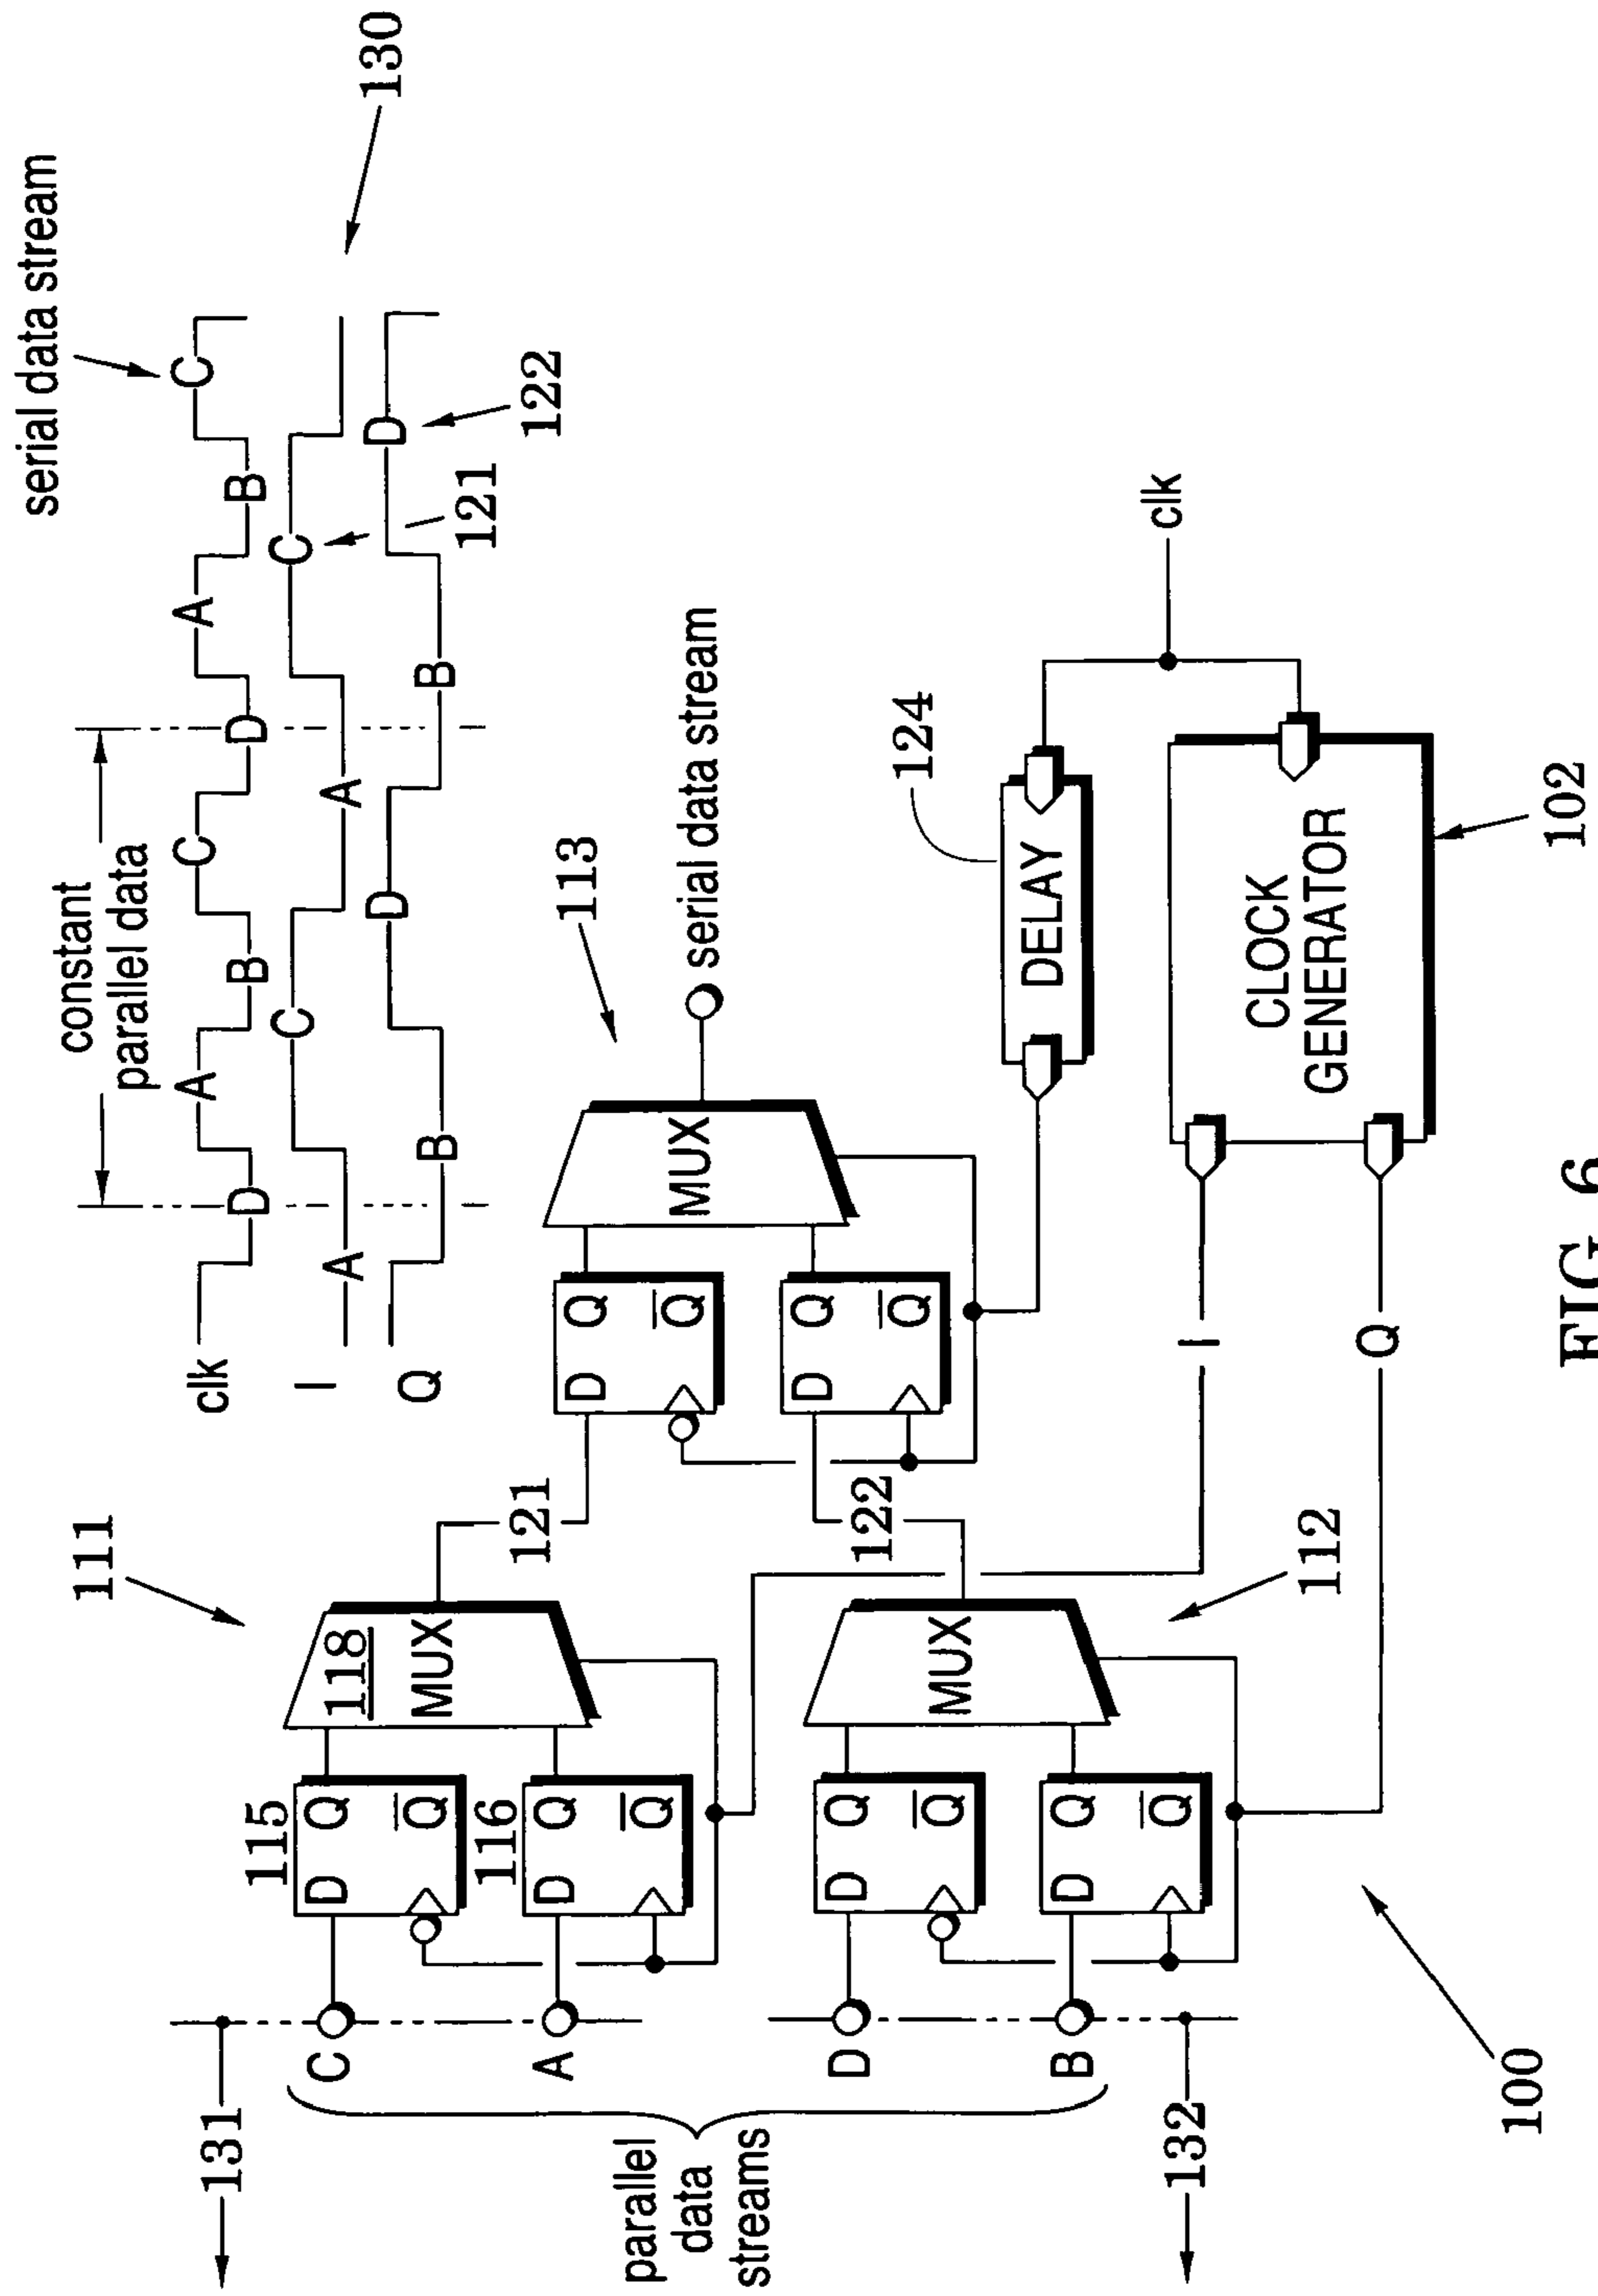 serial data stream
130
constant
parallel data
clk
D
A
B
C
D
A
B
C
I
A
C
A
C
121
Q
B
D
B
D
122
111
113
serial data stream
115
118
MUX
121
D Q
Q
MUX
C
D Q
Q
116
A
D Q
Q
122
D Q
Q
131
parallel
data
streams
112
D
D Q
Q
MUX
B
D Q
Q
132
124
DELAY
clk
CLOCK
GENERATOR
I
Q
102
100
FIG. 6